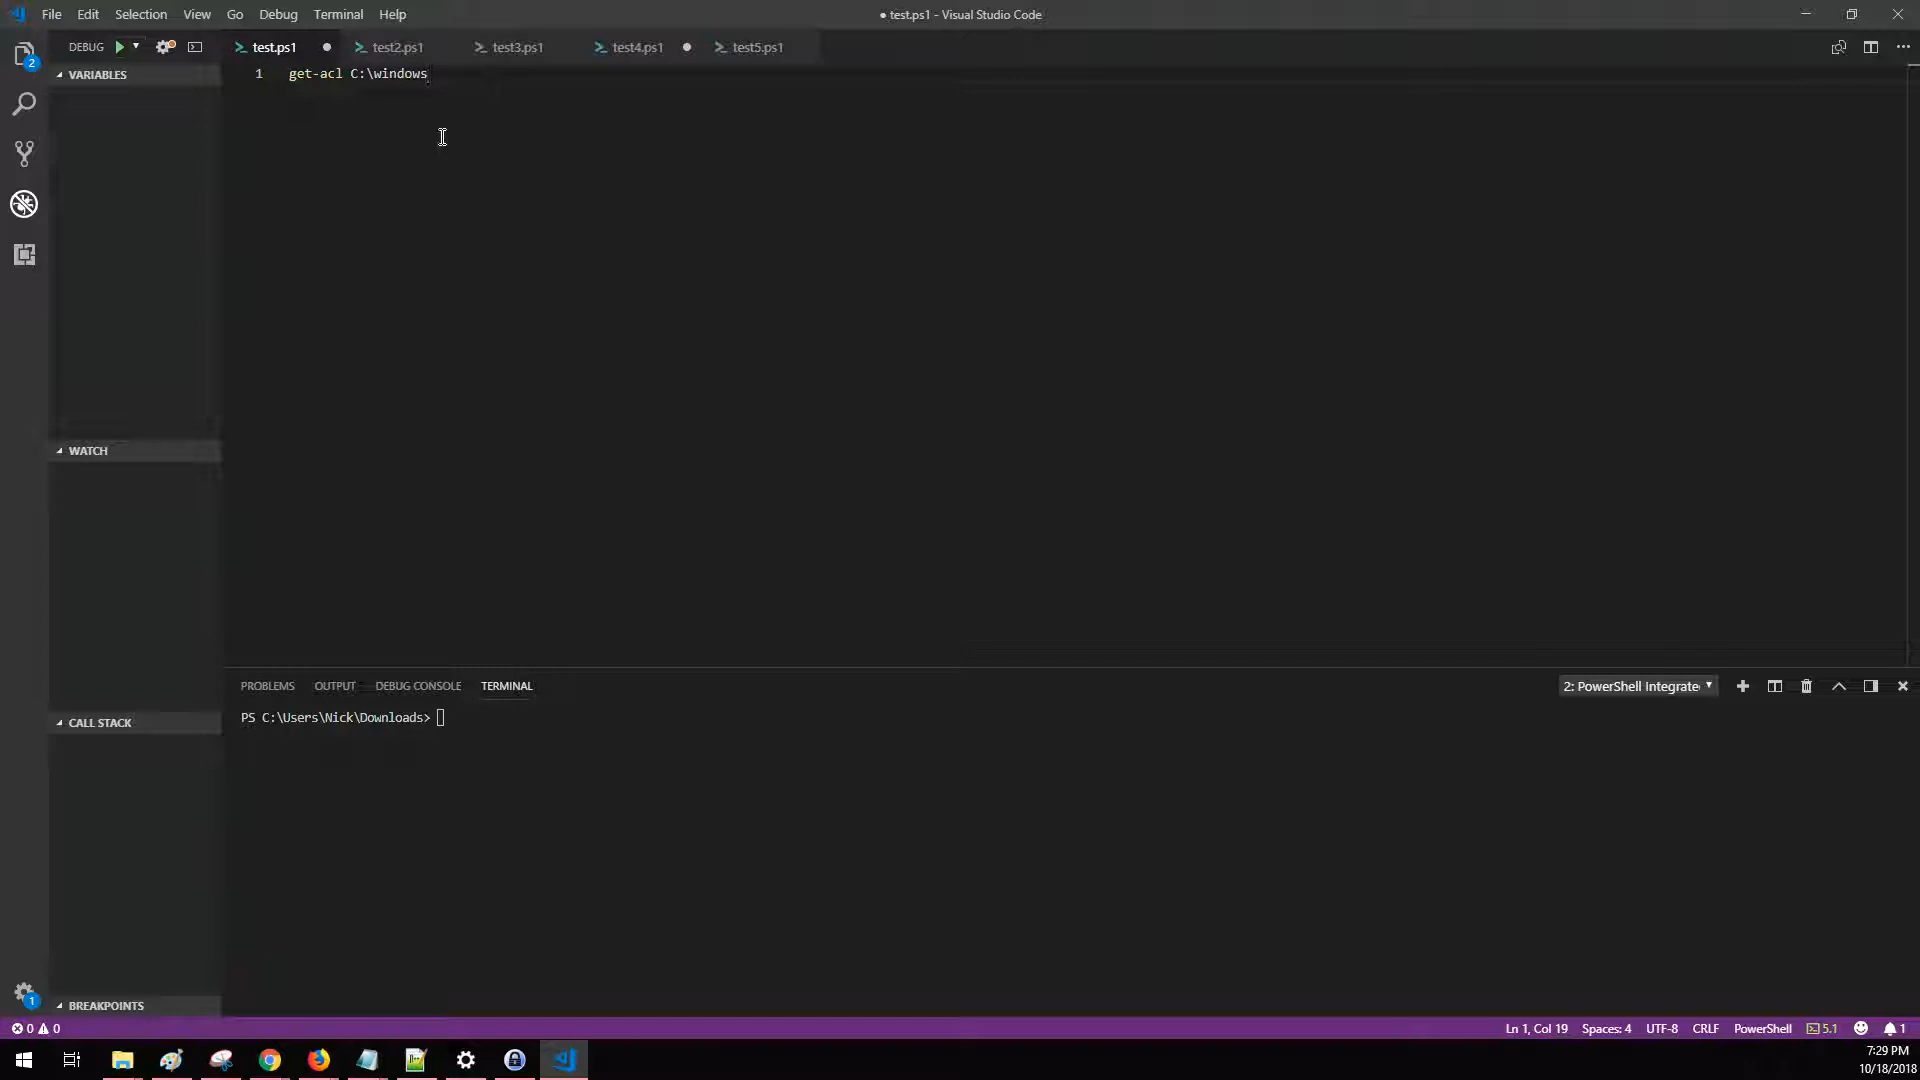 File Edit Selection View Go Debug Terminal Help
● test.ps1 - Visual Studio Code
DEBUG
test.ps1 test2.ps1 test3.ps1 test4.ps1 test5.ps1
2
VARIABLES
1 get-acl C:\windows
WATCH
PROBLEMS OUTPUT DEBUG CONSOLE TERMINAL
2: PowerShell Integrate
PS C:\Users\Nick\Downloads>
CALL STACK
1
BREAKPOINTS
0 0
Ln 1, Col 19 Spaces: 4 UTF-8 CRLF PowerShell 5.1 1
7:29 PM
10/18/2018